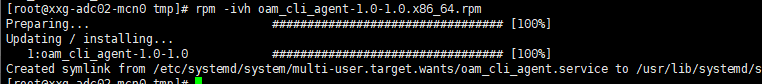 [root@xxg-adc02-mcn0 tmp]# rpm -ivh oam_cli_agent-1.0-1.0.x86_64.rpm
Preparing... ################################# [100%]
Updating / installing...
1:oam_cli_agent-1.0-1.0 ################################# [100%]
Created symlink from /etc/systemd/system/multi-user.target.wants/oam_cli_agent.service to /usr/lib/systemd/s
[root@xxg-adc02-mcn0 tmp]#